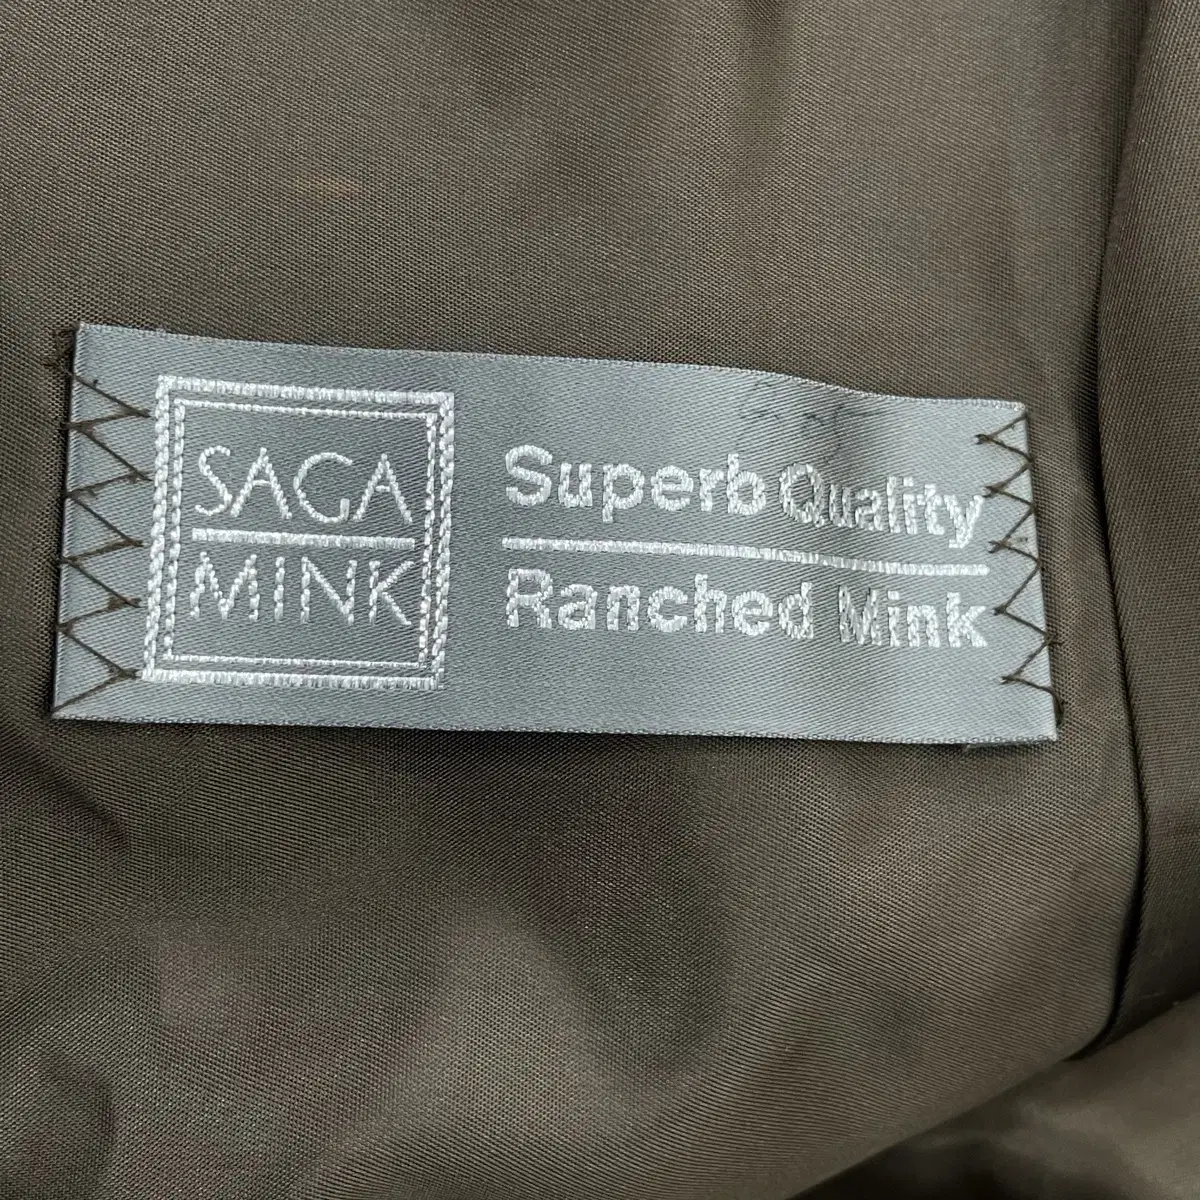 SAGA
MINK
Superb Quality
Ranched Mink